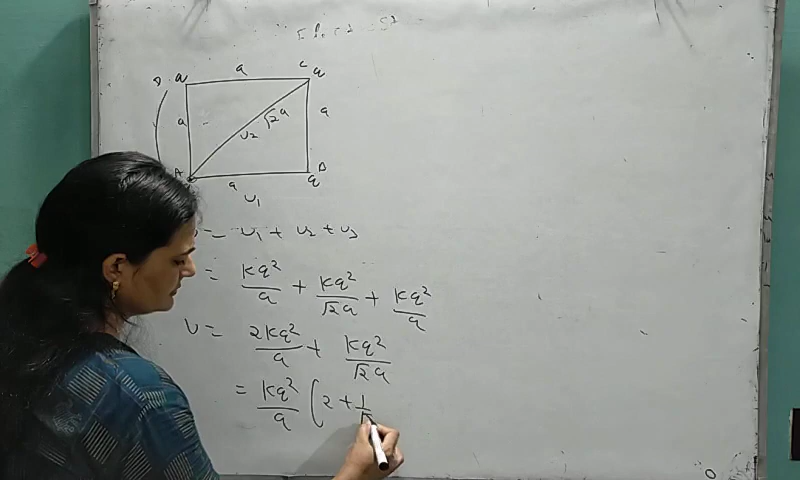 D q a C q
a √2a a
U2
A a B q
U1
= U1 + U2 + U3
= Kq²/a + Kq²/√2a + Kq²/a
U = 2Kq²/a + Kq²/√2a
= Kq²/a (2 + 1/√